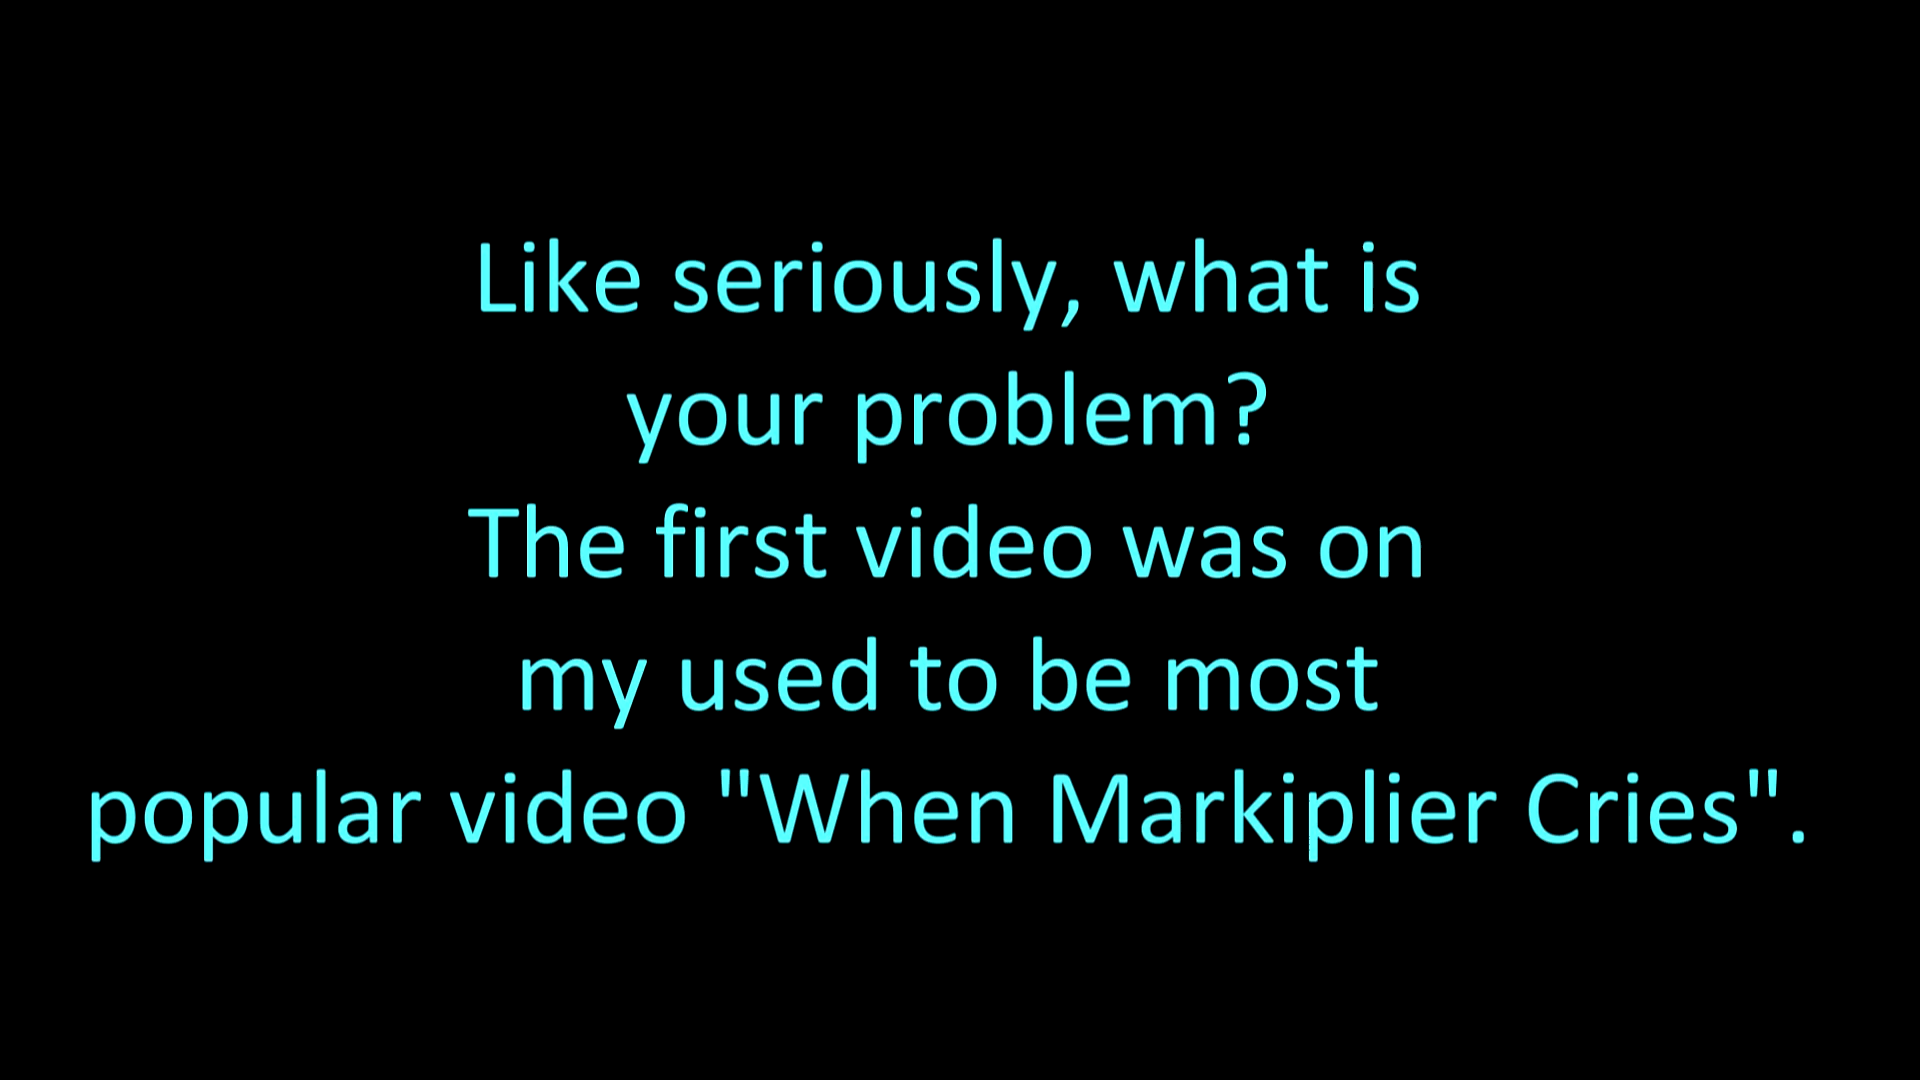 Like seriously, what is
your problem?
The first video was on
my used to be most
popular video "When Markiplier Cries".